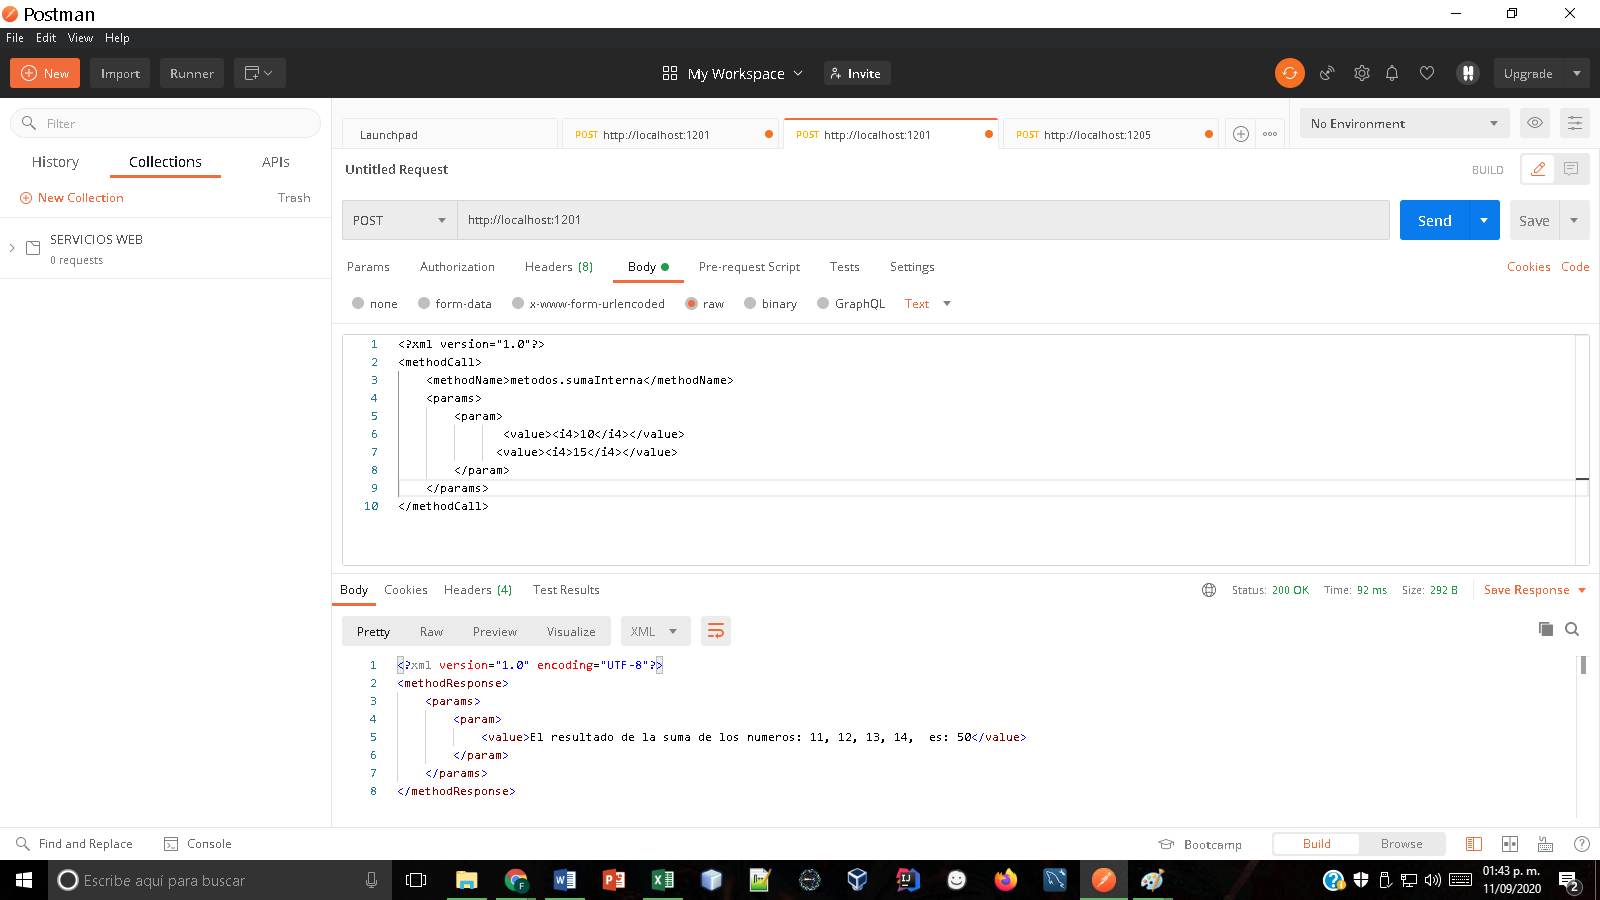 Postman
File Edit View Help
New Import Runner My Workspace Invite Upgrade
Filter
History Collections APIs
New Collection Trash
SERVICIOS WEB
0 requests
Launchpad POST http://localhost:1201 POST http://localhost:1201 POST http://localhost:1205 No Environment
Untitled Request BUILD
POST http://localhost:1201 Send Save
Params Authorization Headers (8) Body Pre-request Script Tests Settings Cookies Code
none form-data x-www-form-urlencoded raw binary GraphQL Text
1 <?xml version="1.0"?>
2 <methodCall>
3 <methodName>metodos.sumaInterna</methodName>
4 <params>
5 <param>
6 <value><i4>10</i4></value>
7 <value><i4>15</i4></value>
8 </param>
9 </params>
10 </methodCall>
Body Cookies Headers (4) Test Results Status: 200 OK Time: 92 ms Size: 292 B Save Response
Pretty Raw Preview Visualize XML
1 <?xml version="1.0" encoding="UTF-8"?>
2 <methodResponse>
3 <params>
4 <param>
5 <value>El resultado de la suma de los numeros: 11, 12, 13, 14,  es: 50</value>
6 </param>
7 </params>
8 </methodResponse>
Find and Replace Console Bootcamp Build Browse
Escribe aquí para buscar
01:43 p. m.
11/09/2020
2